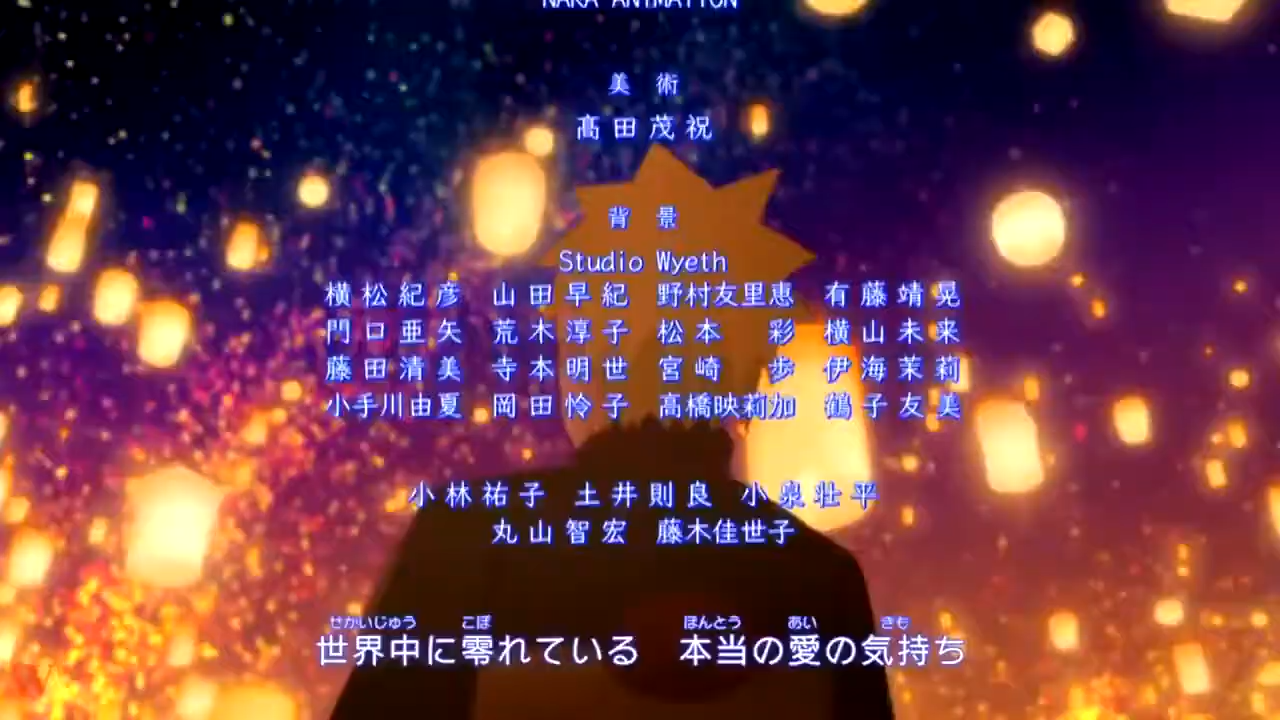 NARA ANIMATION
美術
髙田茂祝
背景
Studio Wyeth
横松紀彦 山田早紀 野村友里恵 有藤靖晃
門口亜矢 荒木淳子 松本 彩 横山未来
藤田清美 寺本明世 宮崎 歩 伊海茉莉
小手川由夏 岡田怜子 高橋映莉加 鶴子友美
小林祐子 土井則良 小泉壮平
丸山智宏 藤木佳世子
せかいじゅう こぼ ほんとう あい きも
世界中に零れている 本当の愛の気持ち